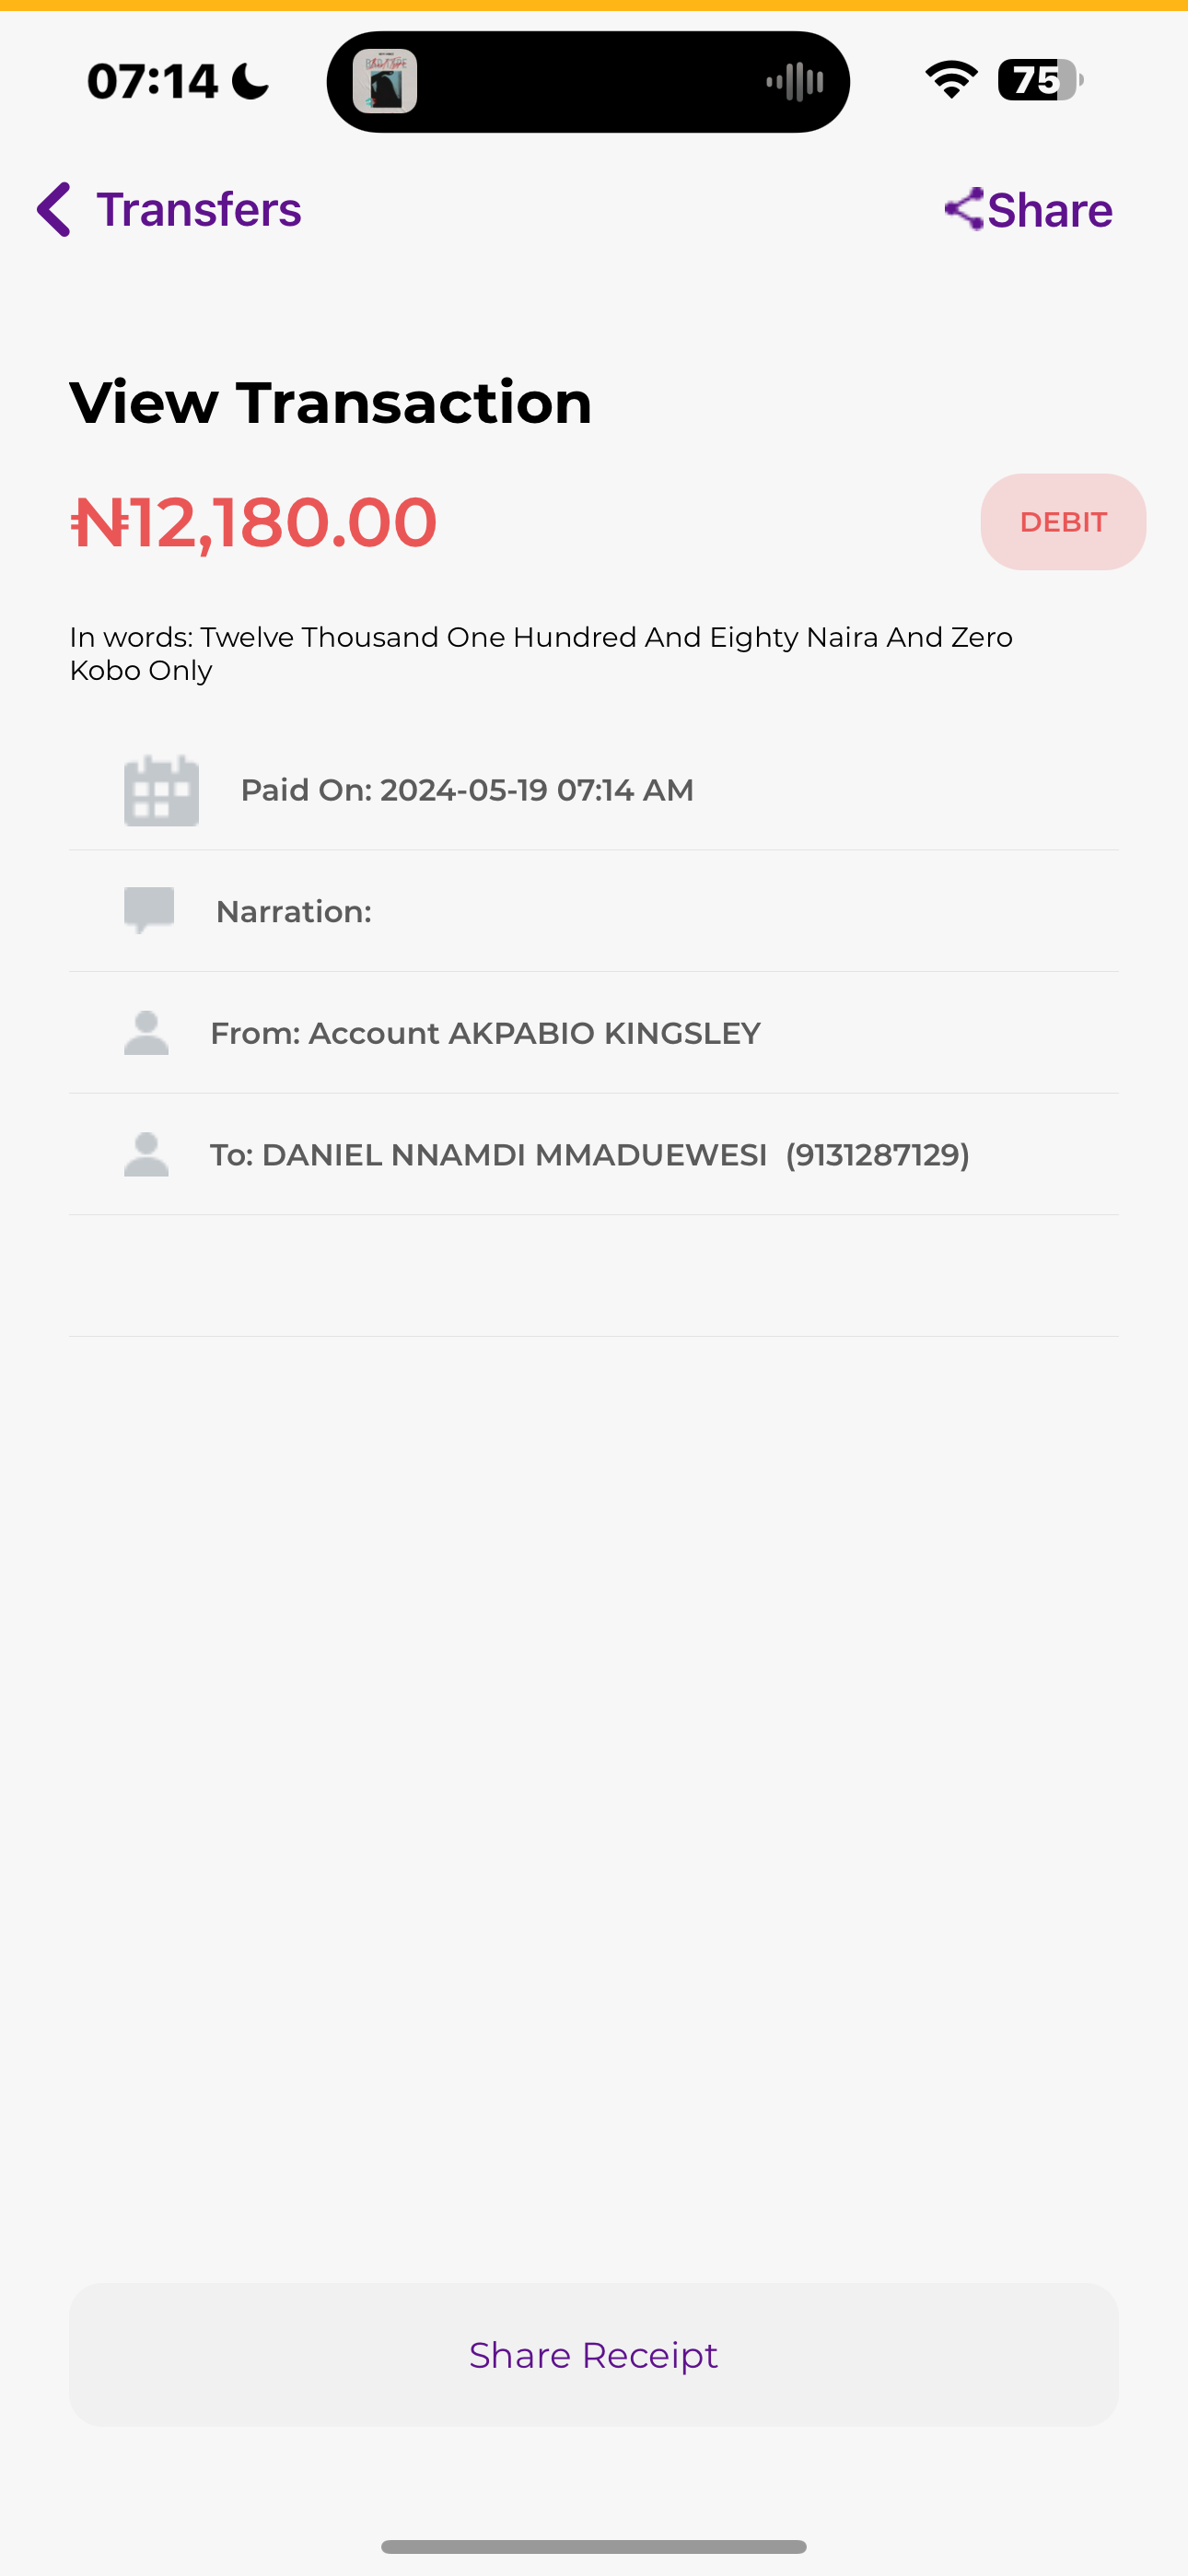 07:14
75
Transfers
Share
View Transaction
₦12,180.00
DEBIT
In words: Twelve Thousand One Hundred And Eighty Naira And Zero
Kobo Only
Paid On: 2024-05-19 07:14 AM
Narration:
From: Account AKPABIO KINGSLEY
To: DANIEL NNAMDI MMADUEWESI (9131287129)
Share Receipt